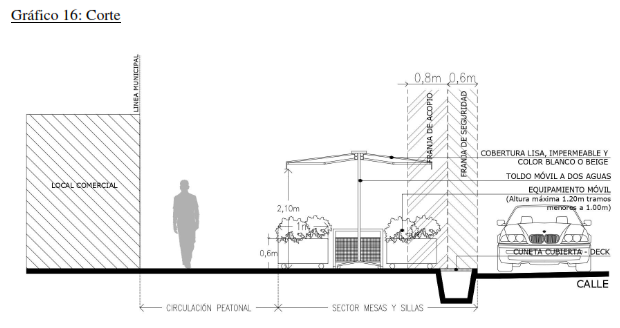 Gráfico 16: Corte
LINEA MUNICIPAL
0,8m
0,6m
FRANJA DE ACOPIO
FRANJA DE SEGURIDAD
COBERTURA LISA, IMPERMEABLE Y
COLOR BLANCO O BEIGE
TOLDO MÓVIL A DOS AGUAS
LOCAL COMERCIAL
EQUIPAMIENTO MÓVIL
(Altura máxima 1.20m tramos
menores a 1.00m)
2,10m
1m
0,6m
CUNETA CUBIERTA - DECK
CALLE
CIRCULACIÓN PEATONAL
SECTOR MESAS Y SILLAS